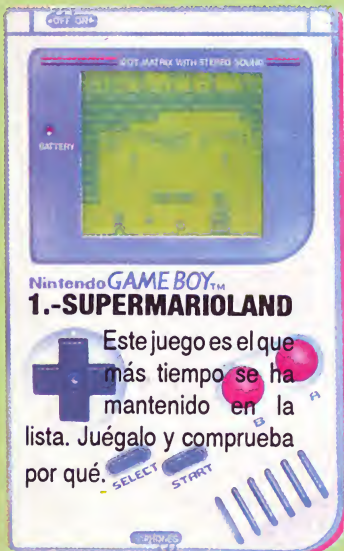 OFF ON
DOT MATRIX WITH STEREO SOUND
BATTERY
Nintendo GAME BOY™
1.-SUPERMARIOLAND
Este juego es el que
más tiempo se ha
mantenido en la
lista. Juégalo y comprueba
por qué.
B A
SELECT START
PHONES